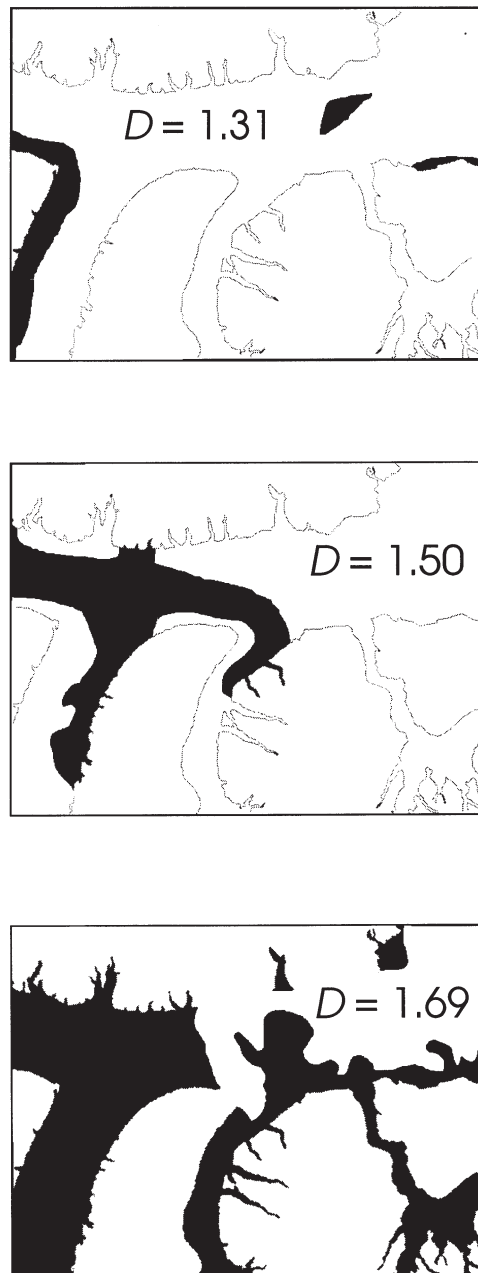 D = 1.31
D = 1.50
D = 1.69